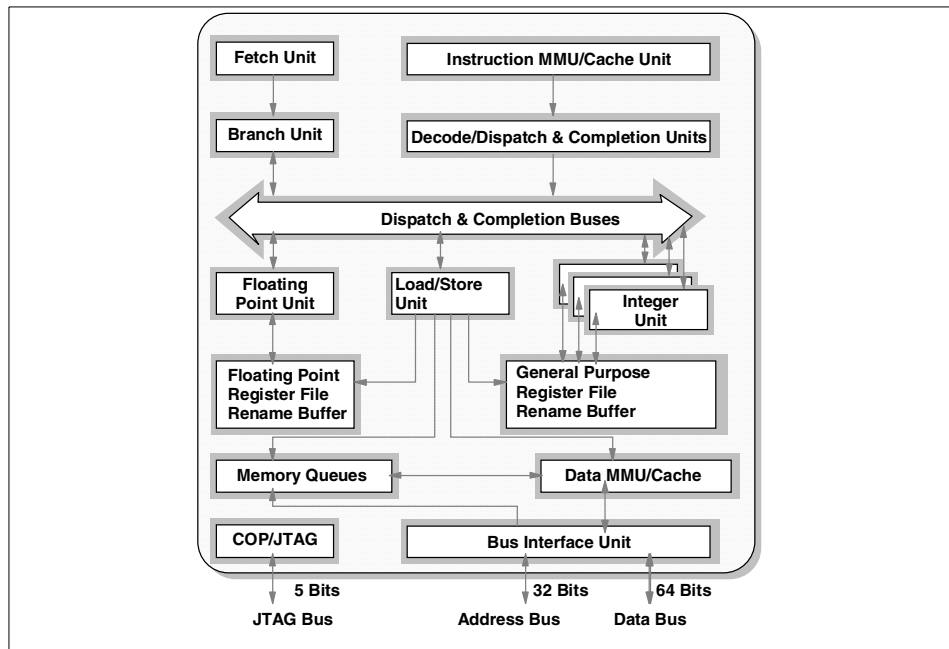 Fetch Unit
Instruction MMU/Cache Unit
Branch Unit
Decode/Dispatch & Completion Units
Dispatch & Completion Buses
Floating
Point Unit
Load/Store
Unit
Integer
Unit
Floating Point
Register File
Rename Buffer
General Purpose
Register File
Rename Buffer
Memory Queues
Data MMU/Cache
COP/JTAG
Bus Interface Unit
5 Bits
32 Bits
64 Bits
JTAG Bus
Address Bus
Data Bus